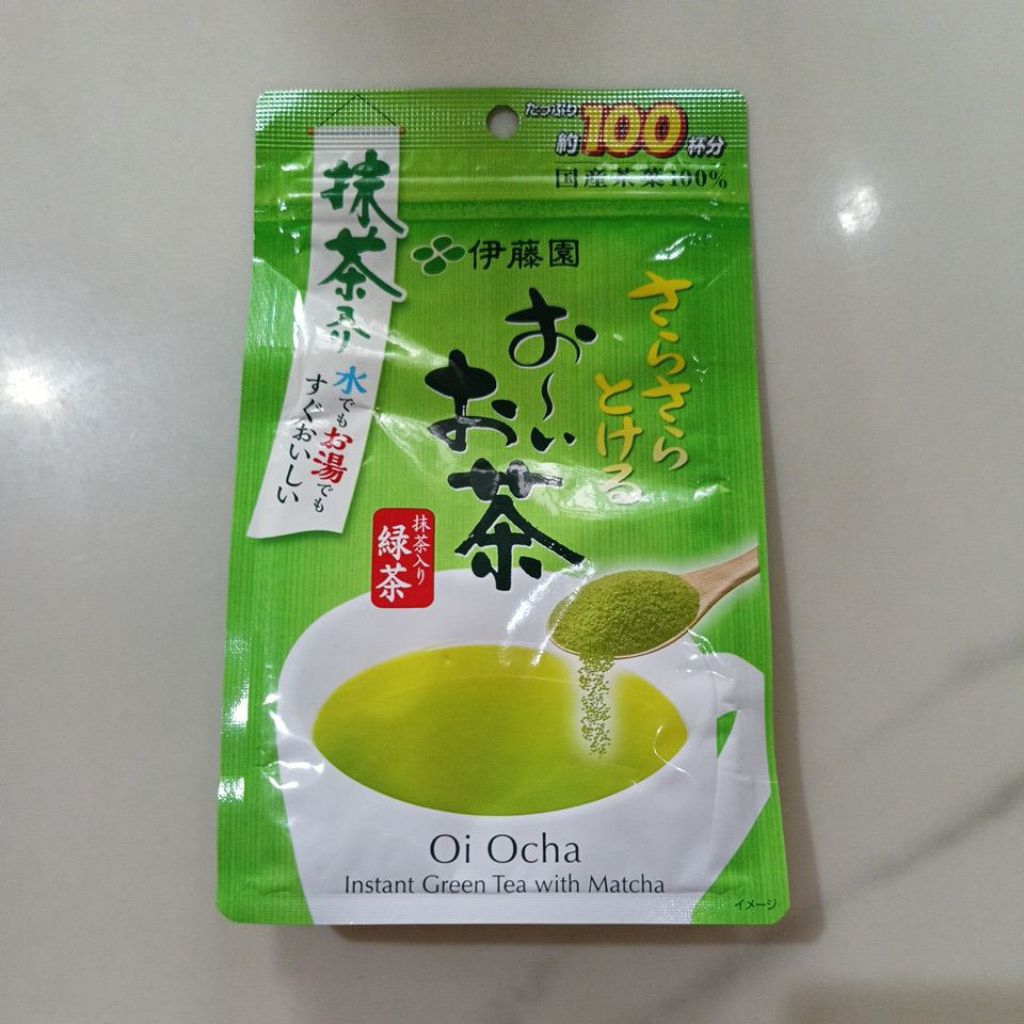 たっぷり
約100杯分
国産茶葉100%
抹茶入り
水でもお湯でも
すぐおいしい
伊藤園
さらさら
とける
お～い
お茶
抹茶入り
緑茶
Oi Ocha
Instant Green Tea with Matcha
イメージ